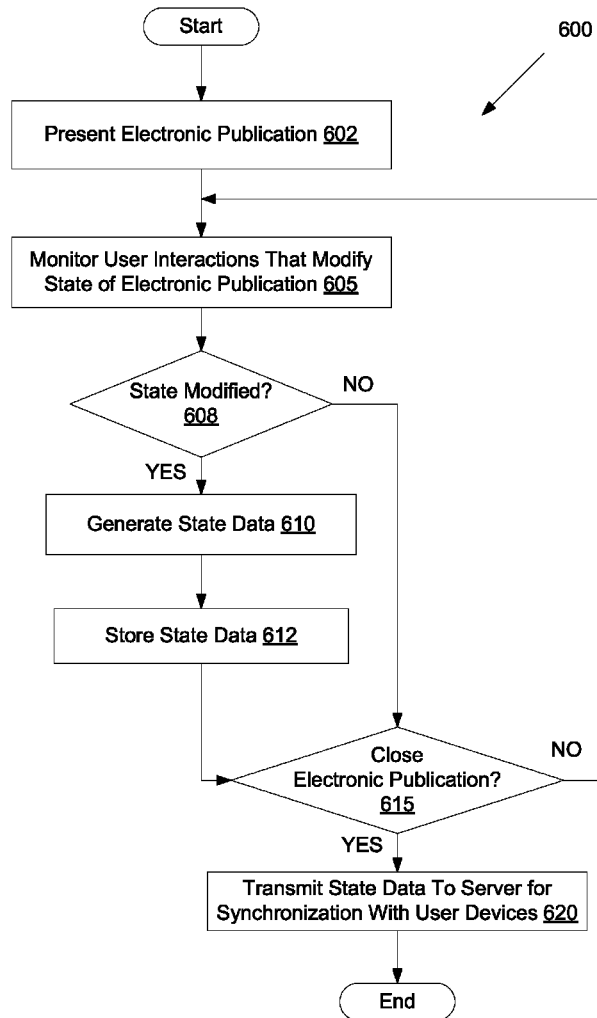 Start
600
Present Electronic Publication 602
Monitor User Interactions That Modify
State of Electronic Publication 605
State Modified?
608
NO
YES
Generate State Data 610
Store State Data 612
Close
Electronic Publication?
615
NO
YES
Transmit State Data To Server for
Synchronization With User Devices 620
End